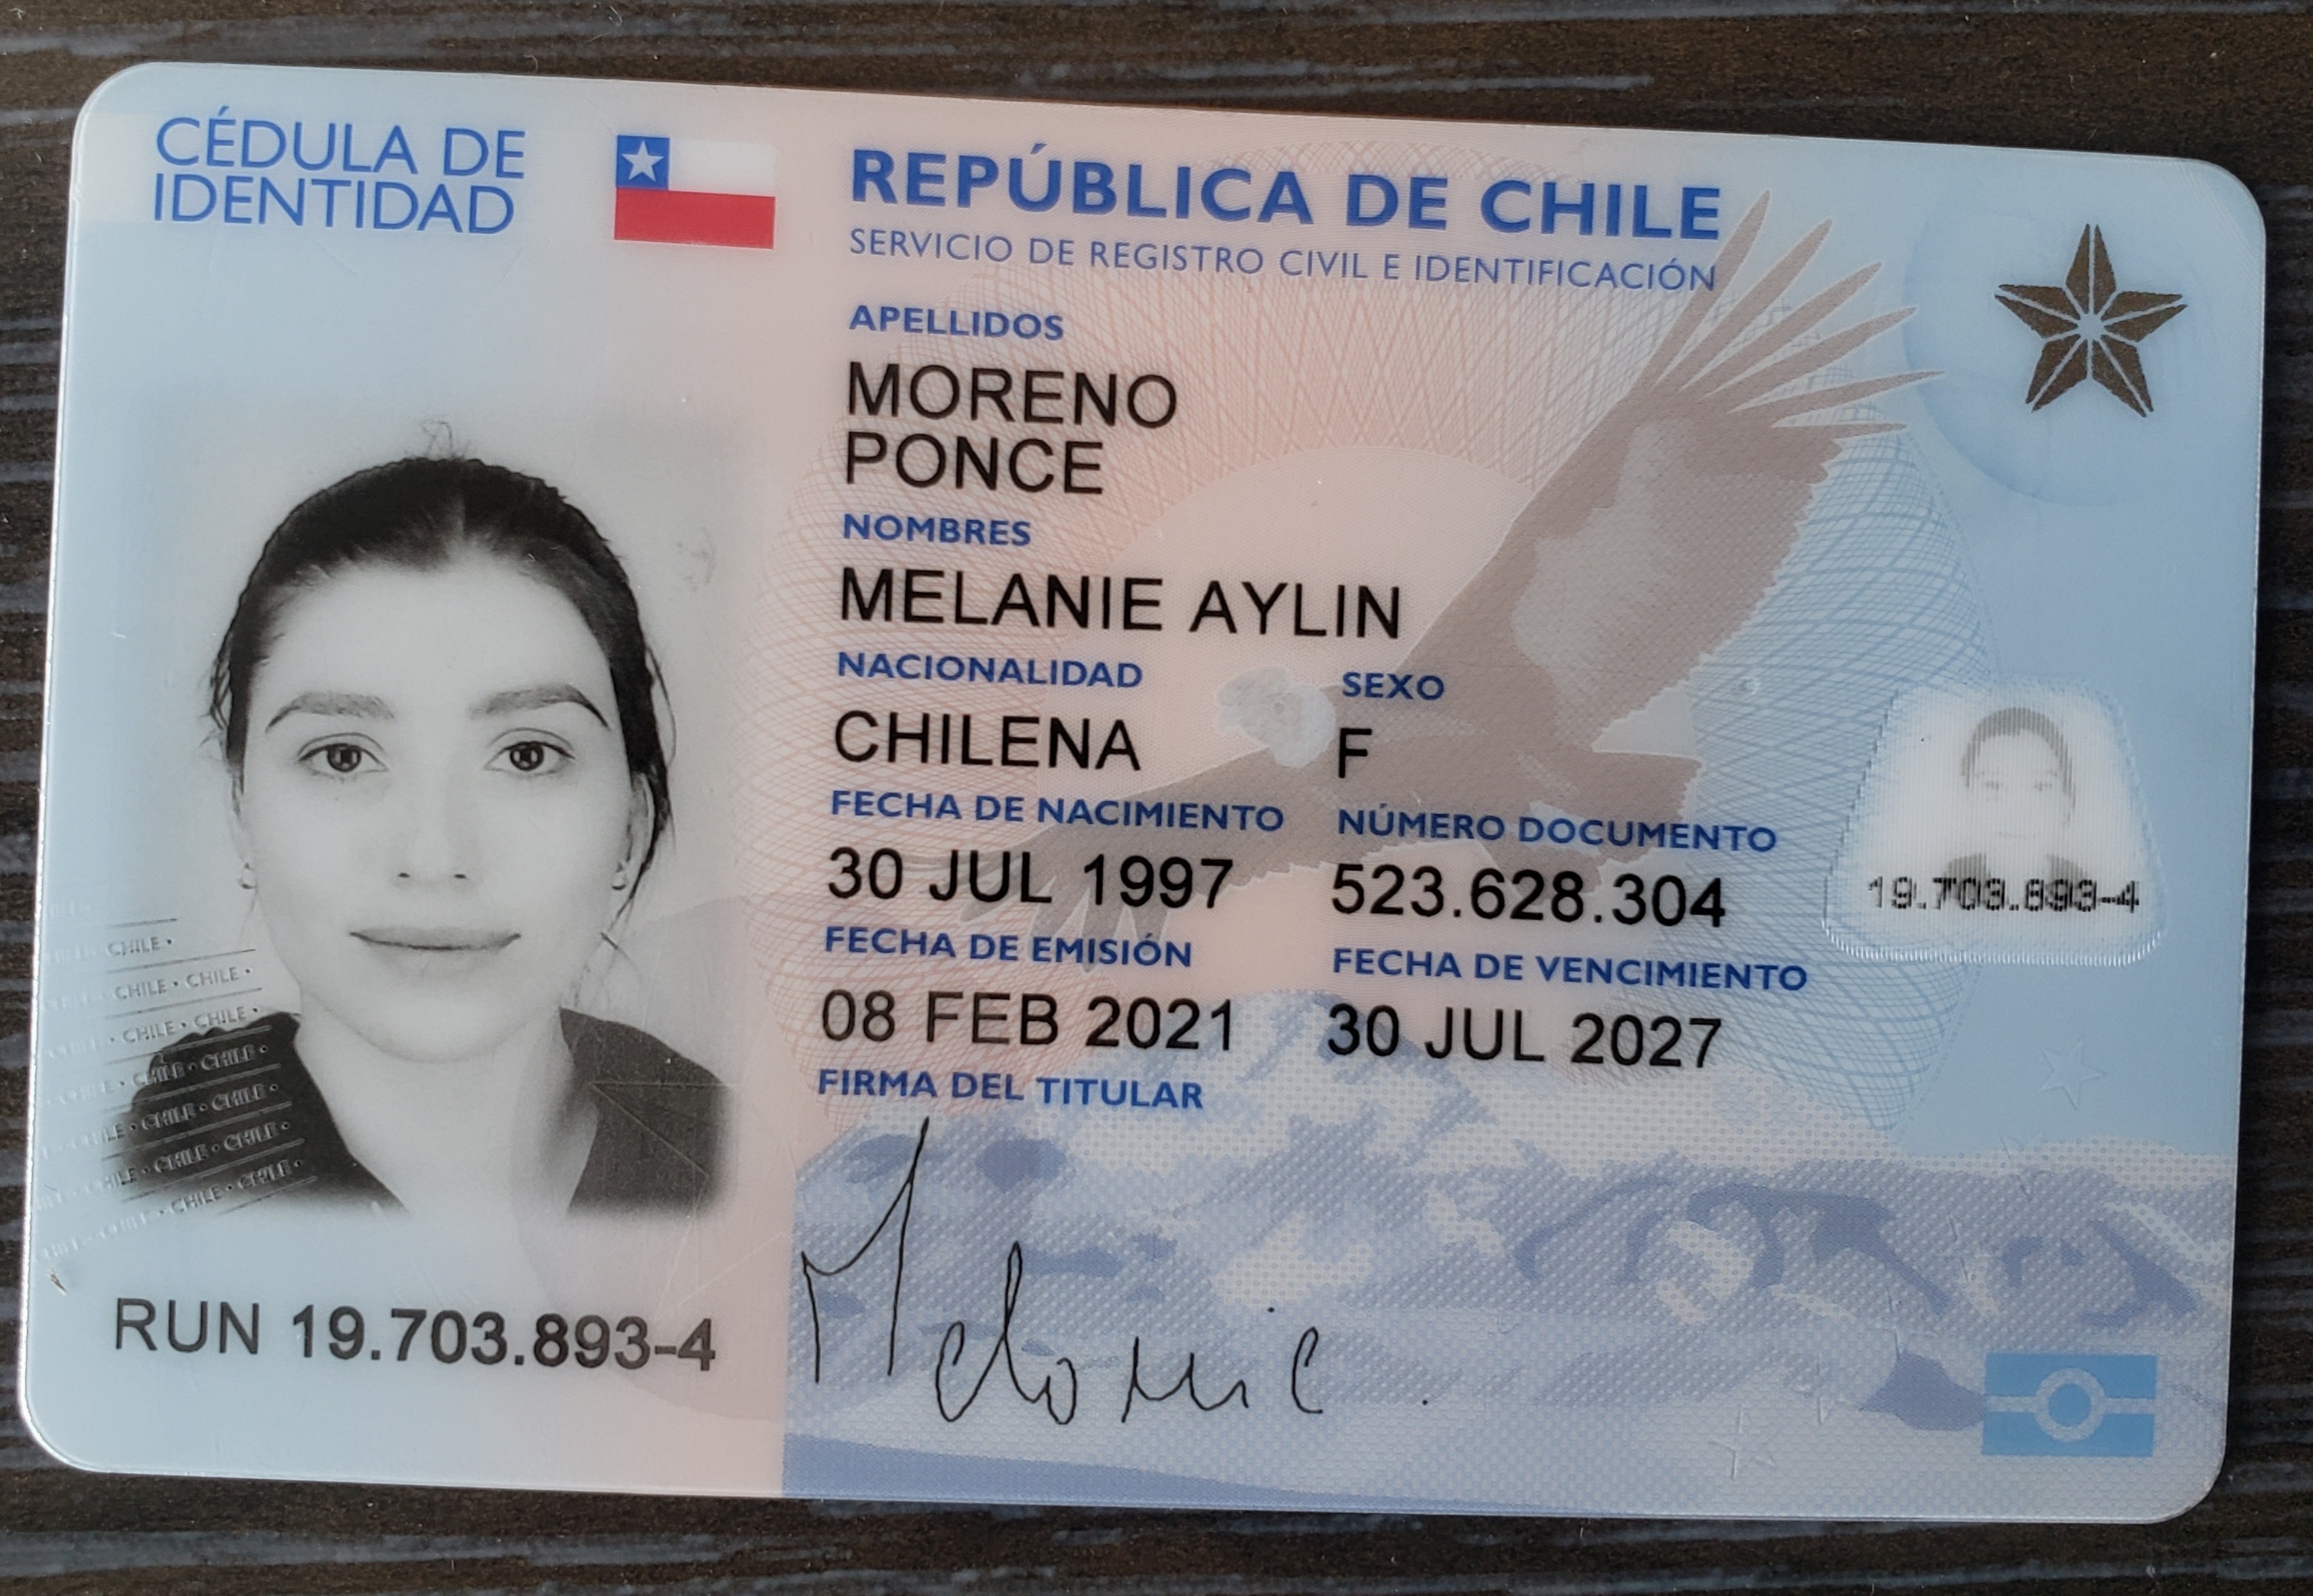 CÉDULA DE
IDENTIDAD
REPÚBLICA DE CHILE
SERVICIO DE REGISTRO CIVIL E IDENTIFICACIÓN
APELLIDOS
MORENO
PONCE
NOMBRES
MELANIE AYLIN
NACIONALIDAD SEXO
CHILENA F
FECHA DE NACIMIENTO NÚMERO DOCUMENTO
30 JUL 1997 523.628.304
19.703.893-4
FECHA DE EMISIÓN FECHA DE VENCIMIENTO
08 FEB 2021 30 JUL 2027
FIRMA DEL TITULAR
Melanie
CHILE •
CHILE • CHILE •
CHILE • CHILE •
CHILE •
CHILE • CHILE •
CHILE • CHILE •
CHILE • CHILE •
CHILE • CHILE •
RUN 19.703.893-4